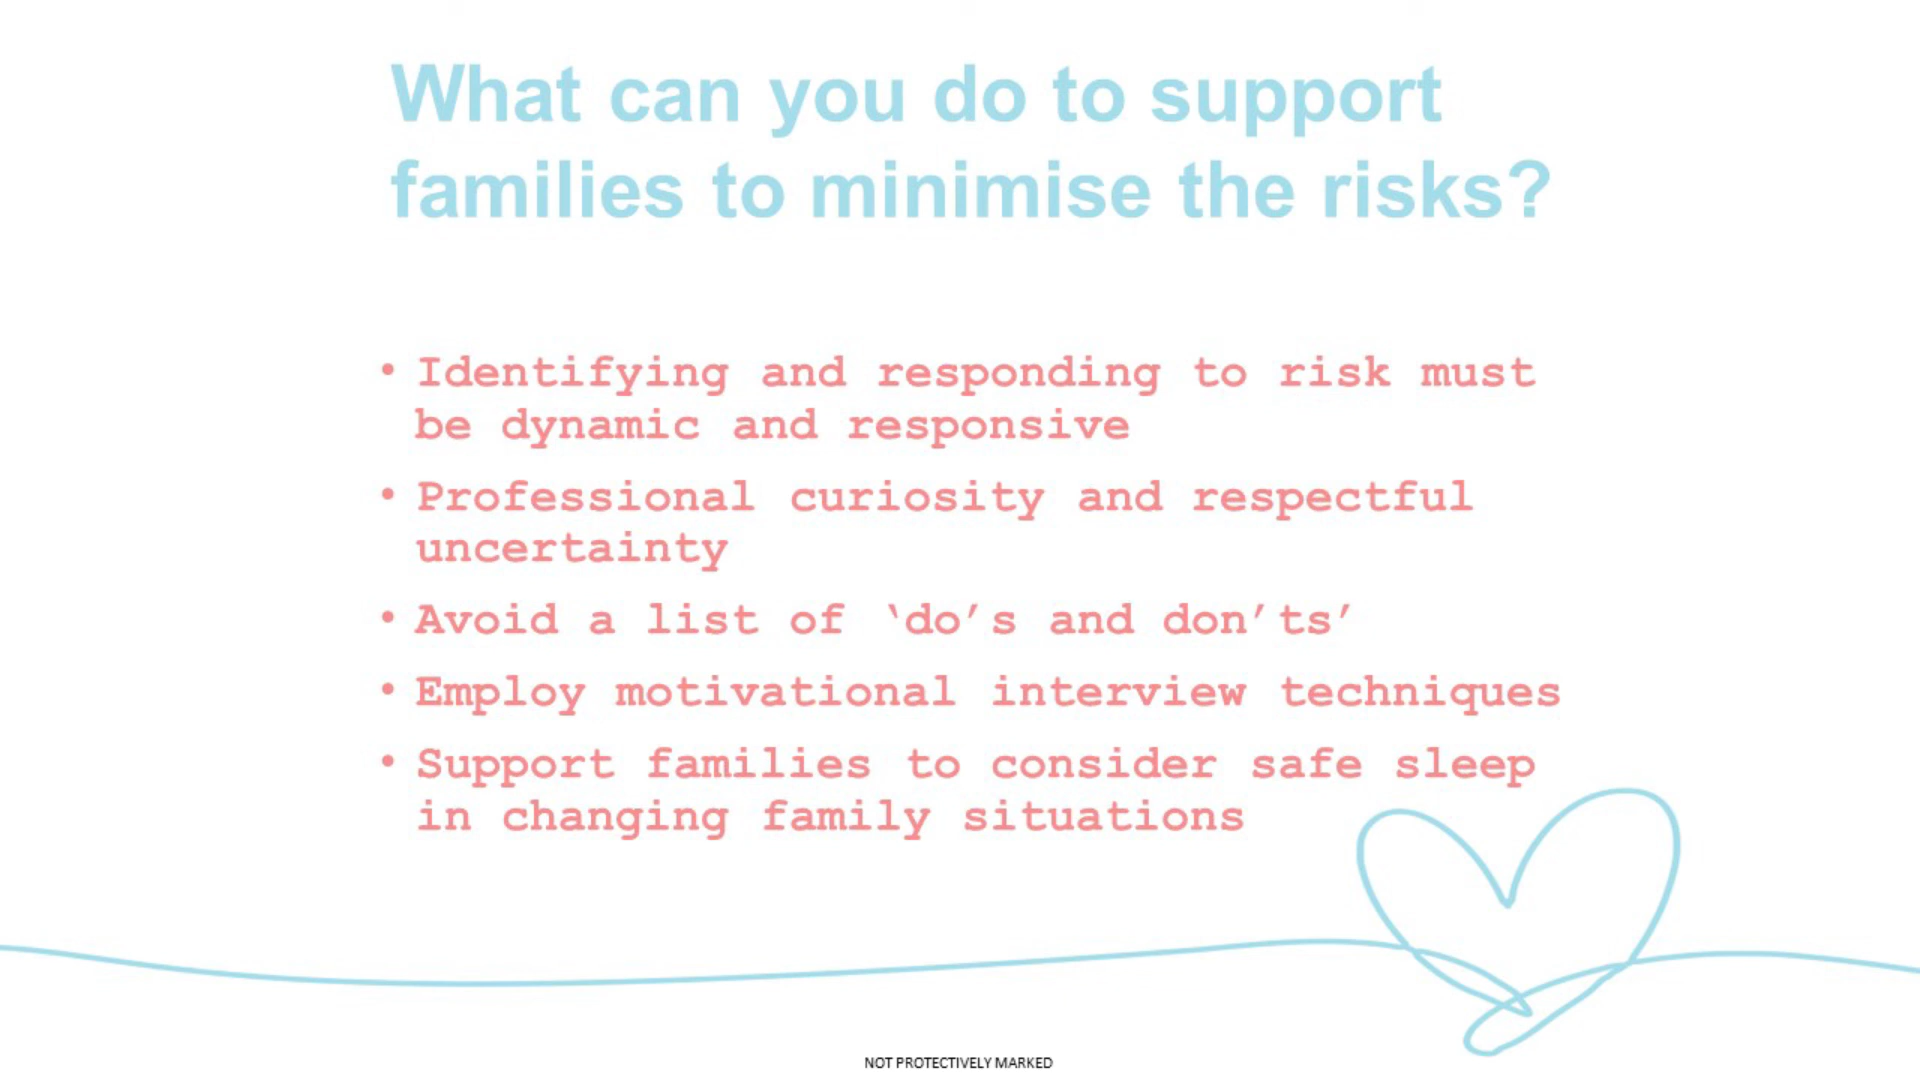 What can you do to support
families to minimise the risks?
• Identifying and responding to risk must
be dynamic and responsive
• Professional curiosity and respectful
uncertainty
• Avoid a list of ‘do’s and don’ts’
• Employ motivational interview techniques
• Support families to consider safe sleep
in changing family situations
NOT PROTECTIVELY MARKED